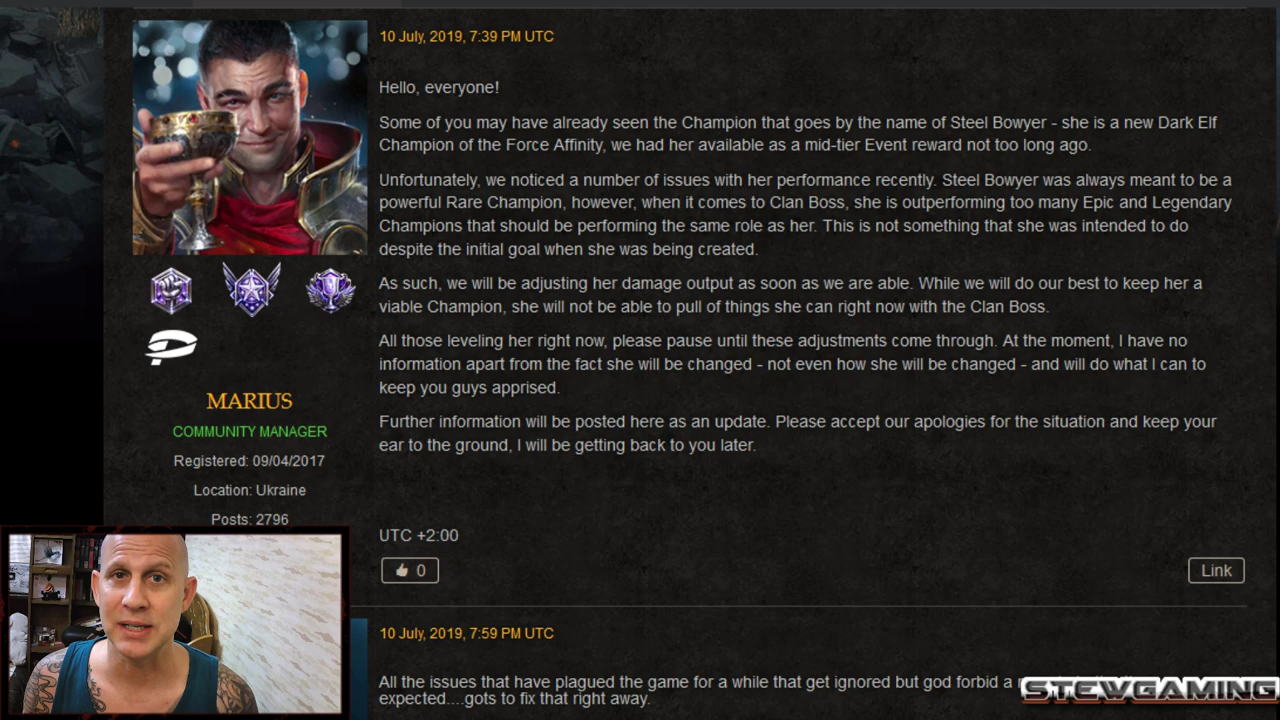 10 July, 2019, 7:39 PM UTC
Hello, everyone!
Some of you may have already seen the Champion that goes by the name of Steel Bowyer - she is a new Dark Elf
Champion of the Force Affinity, we had her available as a mid-tier Event reward not too long ago.
Unfortunately, we noticed a number of issues with her performance recently. Steel Bowyer was always meant to be a
powerful Rare Champion, however, when it comes to Clan Boss, she is outperforming too many Epic and Legendary
Champions that should be performing the same role as her. This is not something that she was intended to do
despite the initial goal when she was being created.
As such, we will be adjusting her damage output as soon as we are able. While we will do our best to keep her a
viable Champion, she will not be able to pull of things she can right now with the Clan Boss.
All those leveling her right now, please pause until these adjustments come through. At the moment, I have no
information apart from the fact she will be changed - not even how she will be changed - and will do what I can to
keep you guys apprised.
Further information will be posted here as an update. Please accept our apologies for the situation and keep your
ear to the ground, I will be getting back to you later.
MARIUS
COMMUNITY MANAGER
Registered: 09/04/2017
Location: Ukraine
Posts: 2796
UTC +2:00
0
Link
10 July, 2019, 7:59 PM UTC
All the issues that have plagued the game for a while that get ignored but god forbid a
expected....gots to fix that right away.
STEWGAMING